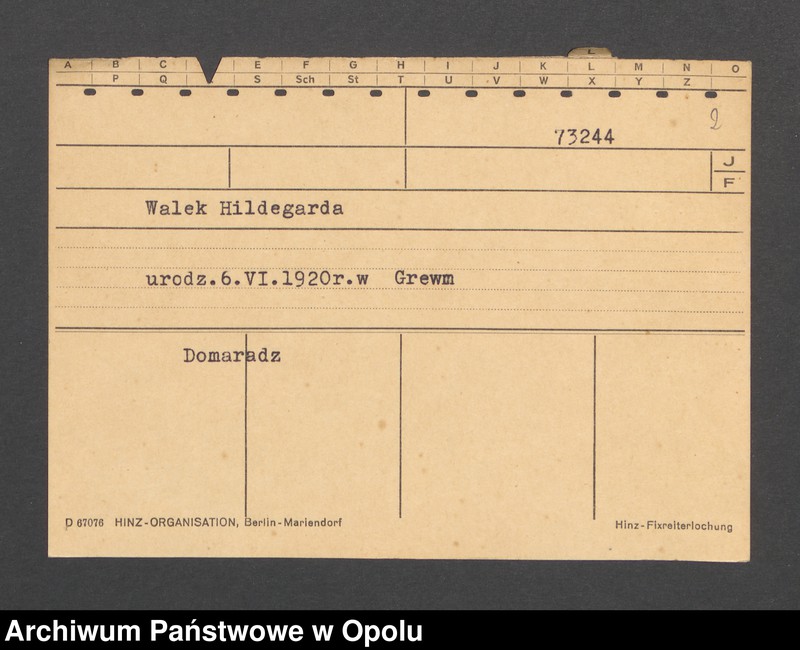 L
A B C E F G H I J K L M N O
P Q S Sch St T U V W X Y Z
2
73244
J
F
Walek Hildegarda
urodz.6.VI.1920r.w Grewm
Domaradz
D 67076 HINZ-ORGANISATION, Berlin-Mariendorf
Hinz-Fixreiterlochung
Archiwum Państwowe w Opolu